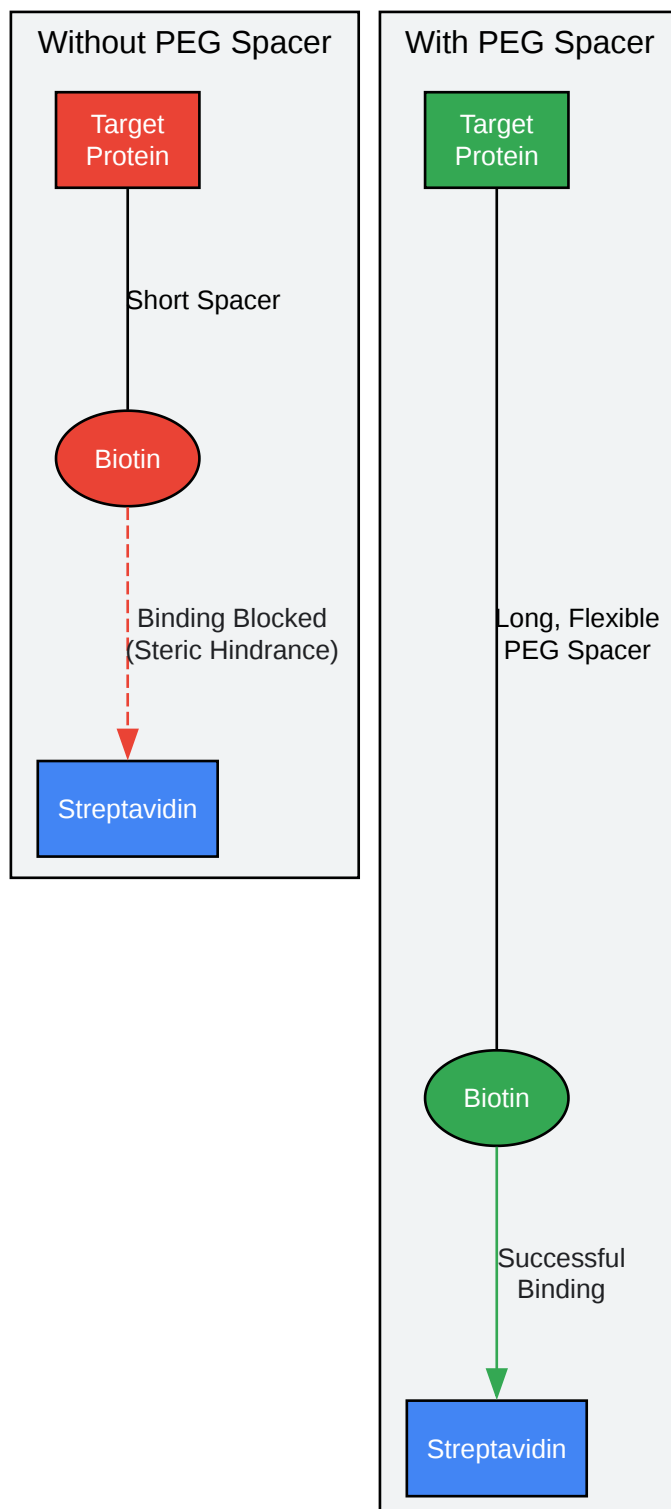 Without PEG Spacer
Target
Protein
Short Spacer
Biotin
Binding Blocked
(Steric Hindrance)
Streptavidin
With PEG Spacer
Target
Protein
Long, Flexible
PEG Spacer
Biotin
Successful
Binding
Streptavidin